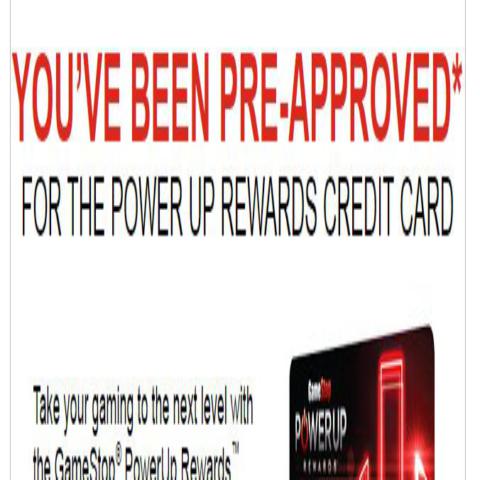 YOU'VE BEEN PRE-APPROVED*
FOR THE POWER UP REWARDS CREDIT CARD
Take your gaming to the next level with
the GameStop® PowerUp Rewards™
GameStop
POWERUP
REWARDS